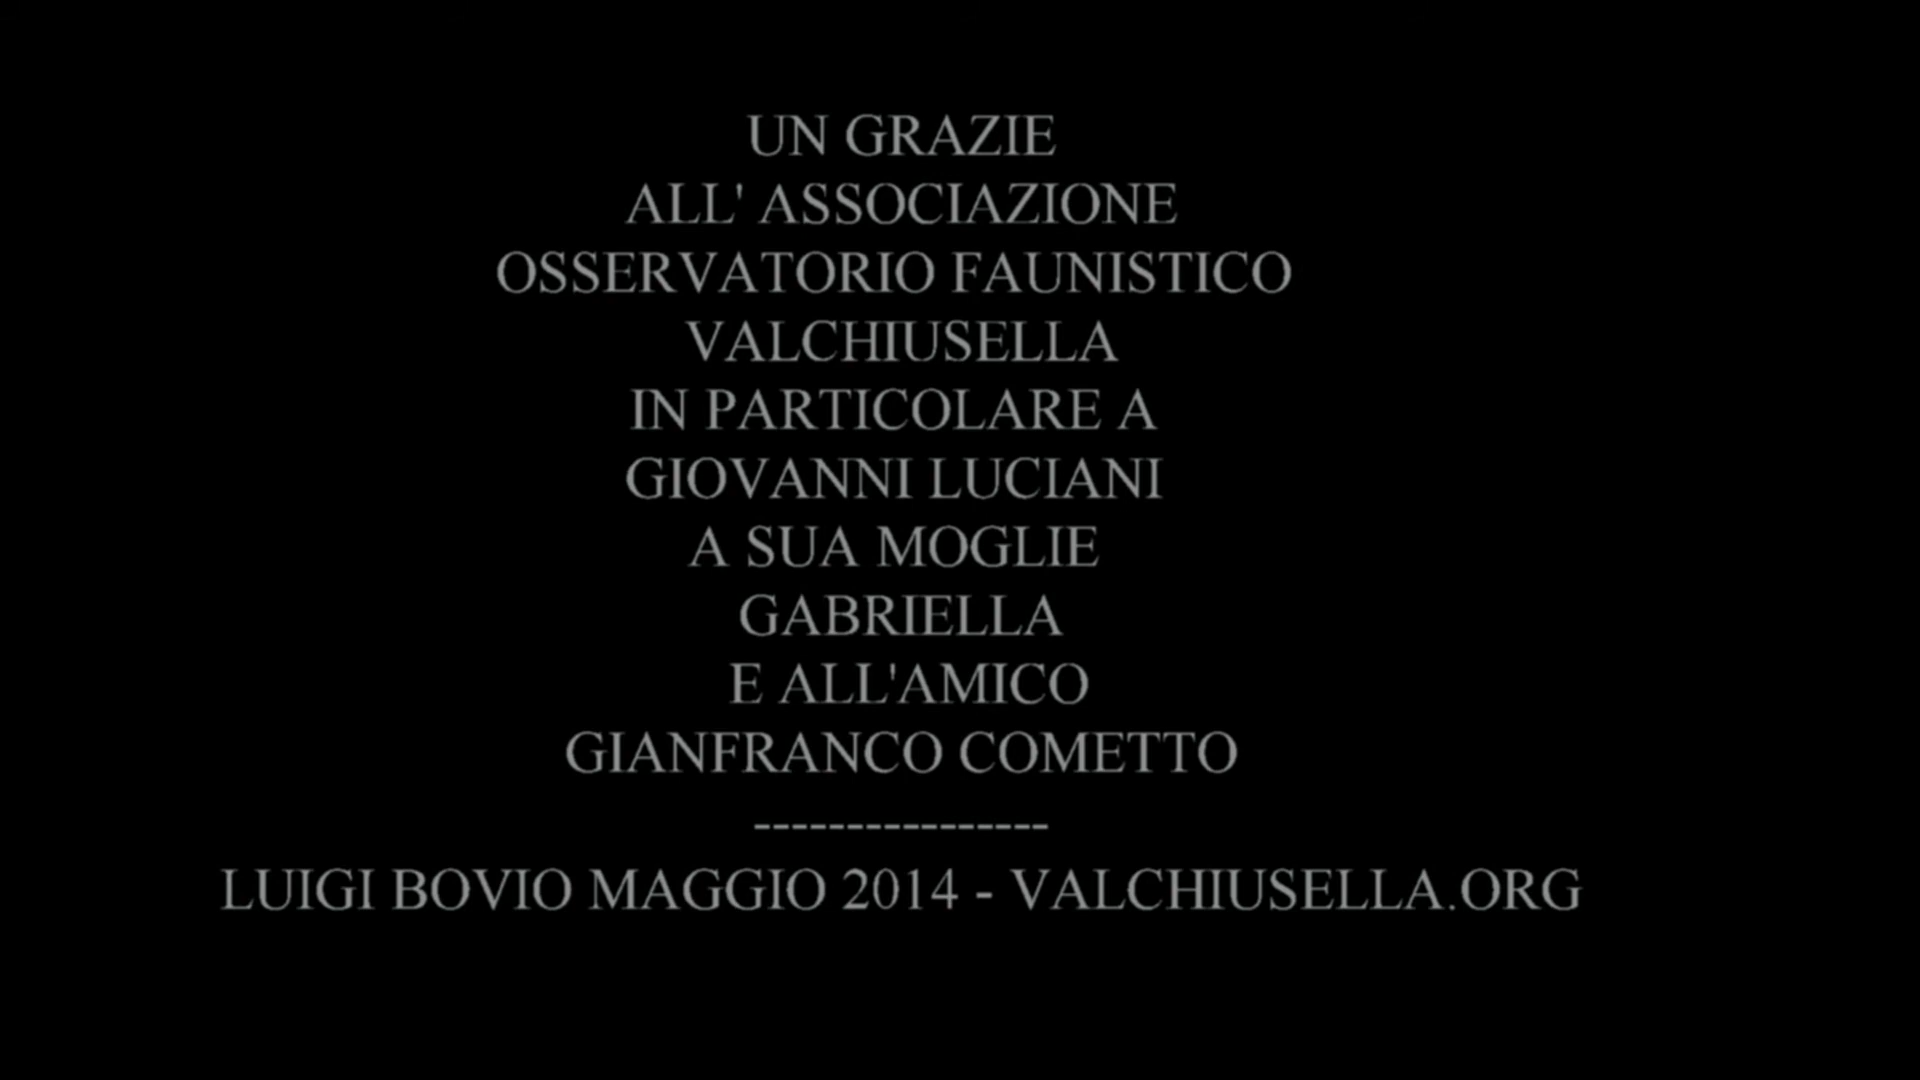 UN GRAZIE
ALL' ASSOCIAZIONE
OSSERVATORIO FAUNISTICO
VALCHIUSELLA
IN PARTICOLARE A
GIOVANNI LUCIANI
A SUA MOGLIE
GABRIELLA
E ALL'AMICO
GIANFRANCO COMETTO
----------------
LUIGI BOVIO MAGGIO 2014 - VALCHIUSELLA.ORG